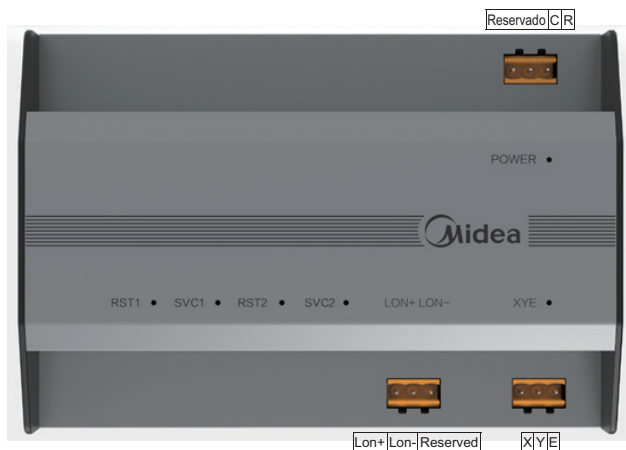 Reservado C R
POWER
Midea
RST1 SVC1 RST2 SVC2 LON+ LON− XYE
Lon+ Lon- Reserved X Y E